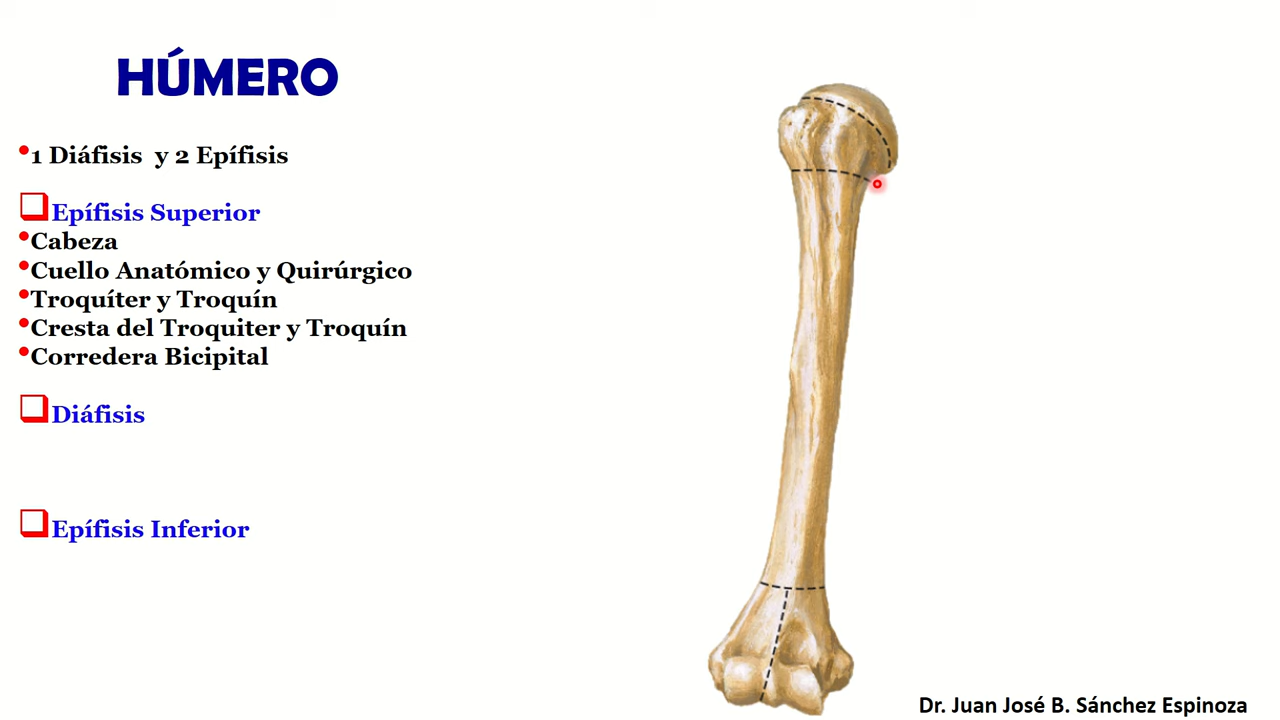 HÚMERO
•1 Diáfisis y 2 Epífisis
Epífisis Superior
•Cabeza
•Cuello Anatómico y Quirúrgico
•Troquíter y Troquín
•Cresta del Troquiter y Troquín
•Corredera Bicipital
Diáfisis
Epífisis Inferior
Dr. Juan José B. Sánchez Espinoza